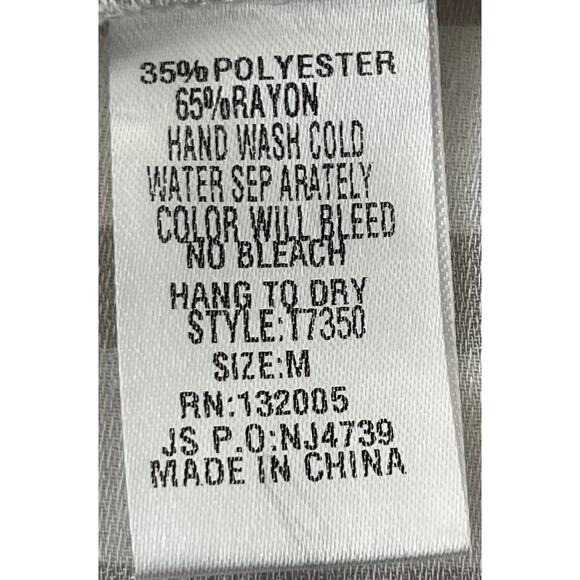 35% POLYESTER
65% RAYON
HAND WASH COLD
WATER SEP ARATELY
COLOR WILL BLEED
NO BLEACH
HANG TO DRY
STYLE:T7350
SIZE:M
RN:132005
JS P.O:NJ4739
MADE IN CHINA